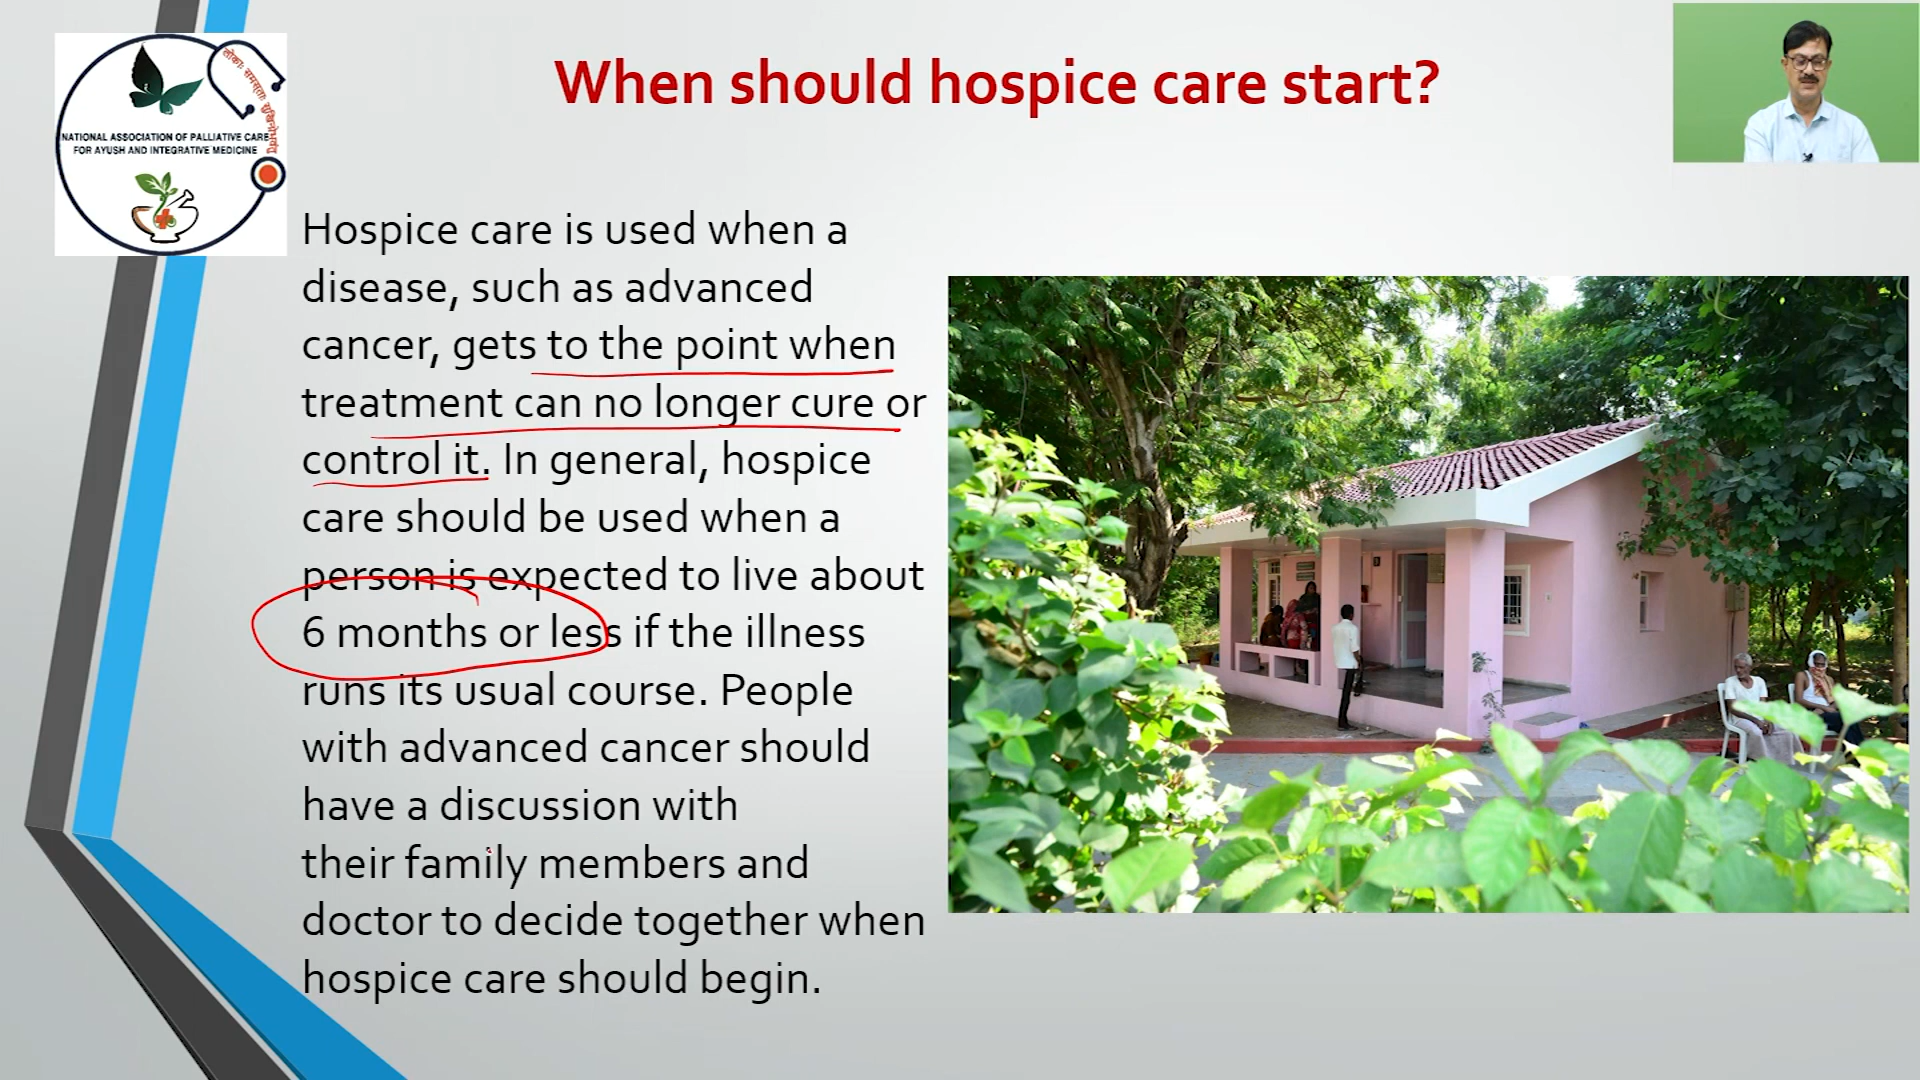 When should hospice care start?
NATIONAL ASSOCIATION OF PALLIATIVE CARE
FOR AYUSH AND INTEGRATIVE MEDICINE
Hospice care is used when a
disease, such as advanced
cancer, gets to the point when
treatment can no longer cure or
control it. In general, hospice
care should be used when a
person is expected to live about
6 months or less if the illness
runs its usual course. People
with advanced cancer should
have a discussion with
their family members and
doctor to decide together when
hospice care should begin.